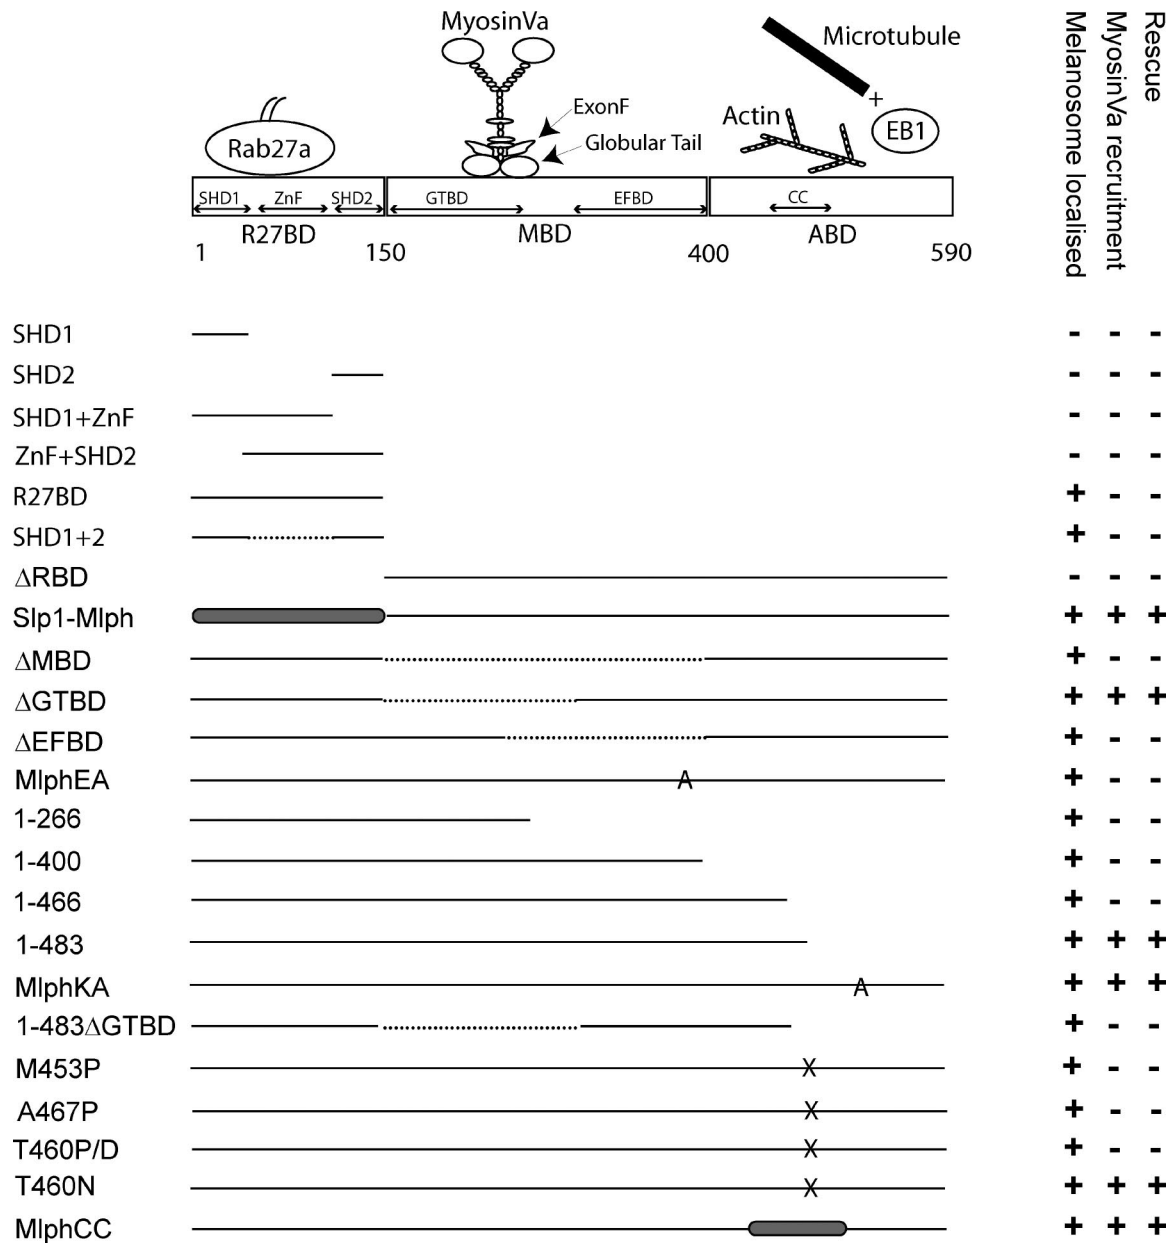 MyosinVa
Microtubule
+
ExonF
Actin
EB1
Rab27a
Globular Tail
Melanosome localised
MyosinVa recruitment
Rescue
SHD1 ZnF SHD2 GTBD EFBD CC
R27BD MBD ABD
1 150 400 590
SHD1 - - -
SHD2 - - -
SHD1+ZnF - - -
ZnF+SHD2 - - -
R27BD + - -
SHD1+2 + - -
ΔRBD - - -
Slp1-Mlph + + +
ΔMBD + - -
ΔGTBD + + +
ΔEFBD + - -
MlphEA A + - -
1-266 + - -
1-400 + - -
1-466 + - -
1-483 + + +
MlphKA A + + +
1-483ΔGTBD + - -
M453P X + - -
A467P X + - -
T460P/D X + - -
T460N X + + +
MlphCC + + +